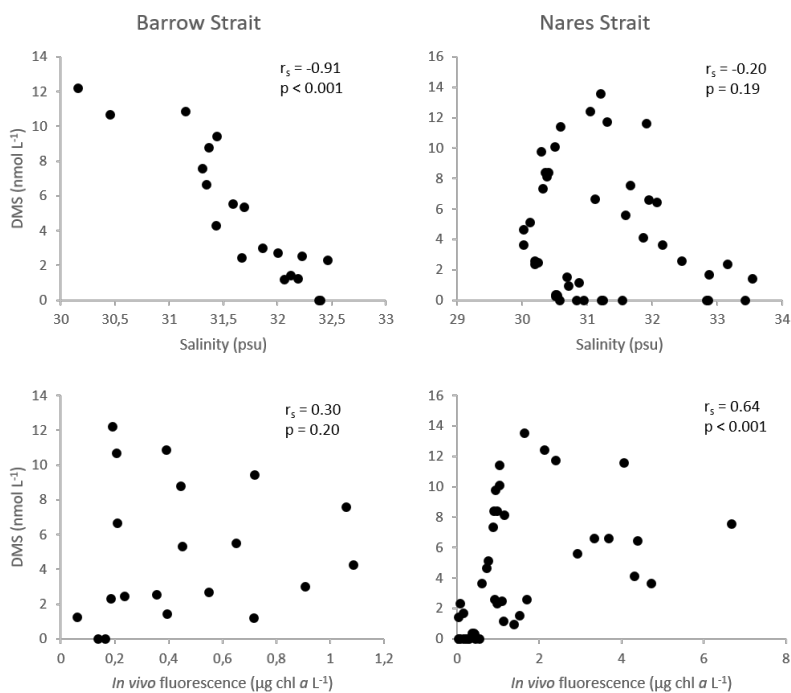 Barrow Strait
Nares Strait
DMS (nmol L⁻¹)
14
12
10
8
6
4
2
0
rₛ = -0.91
p < 0.001
30 30,5 31 31,5 32 32,5 33
Salinity (psu)
16
14
12
10
8
6
4
2
0
rₛ = -0.20
p = 0.19
29 30 31 32 33 34
Salinity (psu)
DMS (nmol L⁻¹)
14
12
10
8
6
4
2
0
rₛ = 0.30
p = 0.20
0 0,2 0,4 0,6 0,8 1 1,2
In vivo fluorescence (µg chl a L⁻¹)
16
14
12
10
8
6
4
2
0
rₛ = 0.64
p < 0.001
0 2 4 6 8
In vivo fluorescence (µg chl a L⁻¹)